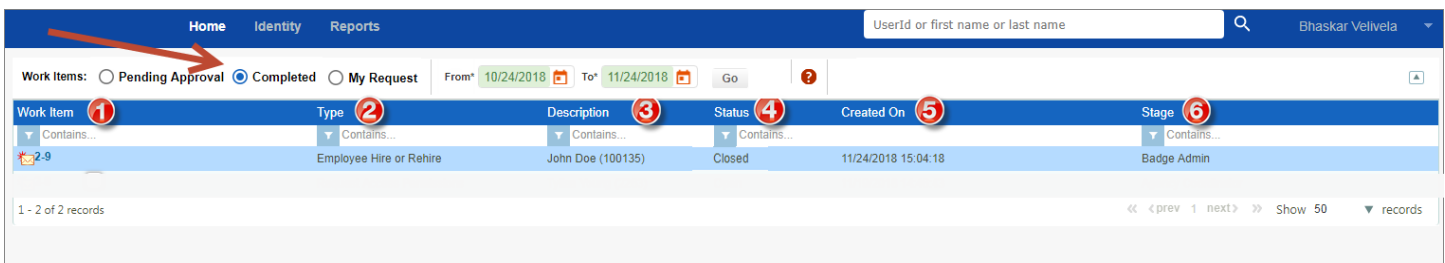 Home Identity Reports UserId or first name or last name Bhaskar Velivela
Work Items: Pending Approval Completed My Request From* 10/24/2018 To* 11/24/2018 Go ?
Work Item 1 Type 2 Description 3 Status 4 Created On 5 Stage 6
Contains... Contains... Contains... Contains... Contains...
2-9 Employee Hire or Rehire John Doe (100135) Closed 11/24/2018 15:04:18 Badge Admin
1 - 2 of 2 records « ‹ prev 1 next › » Show 50 ▼ records